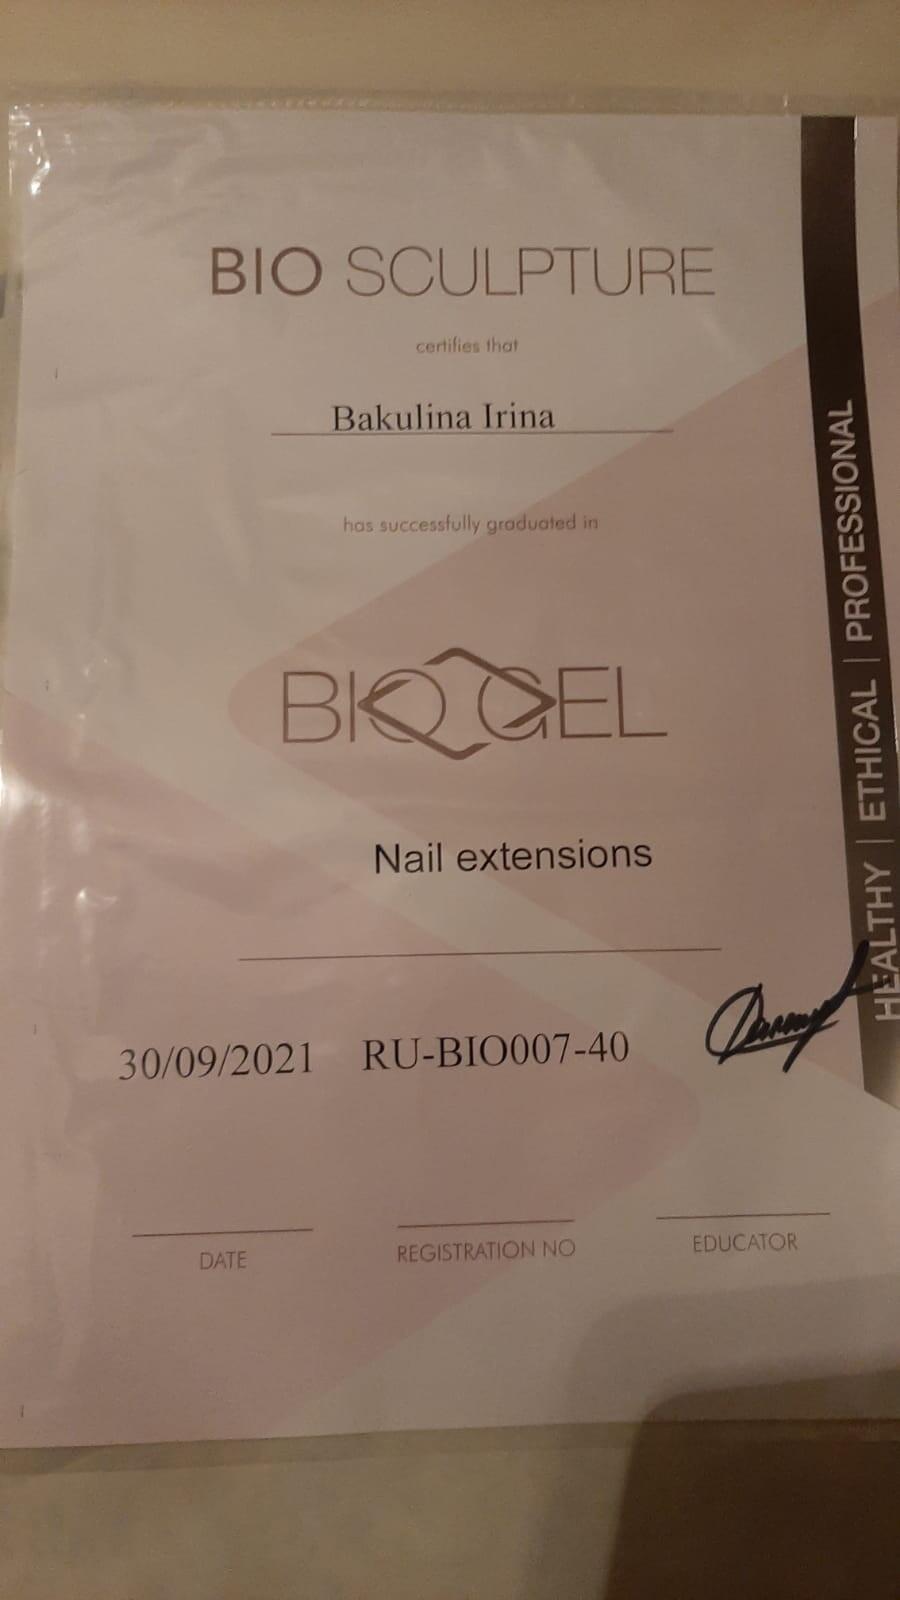 BIO SCULPTURE
certifies that
Bakulina Irina
has successfully graduated in
BIO GEL
Nail extensions
30/09/2021 RU-BIO007-40
DATE REGISTRATION NO EDUCATOR
HEALTHY | ETHICAL | PROFESSIONAL